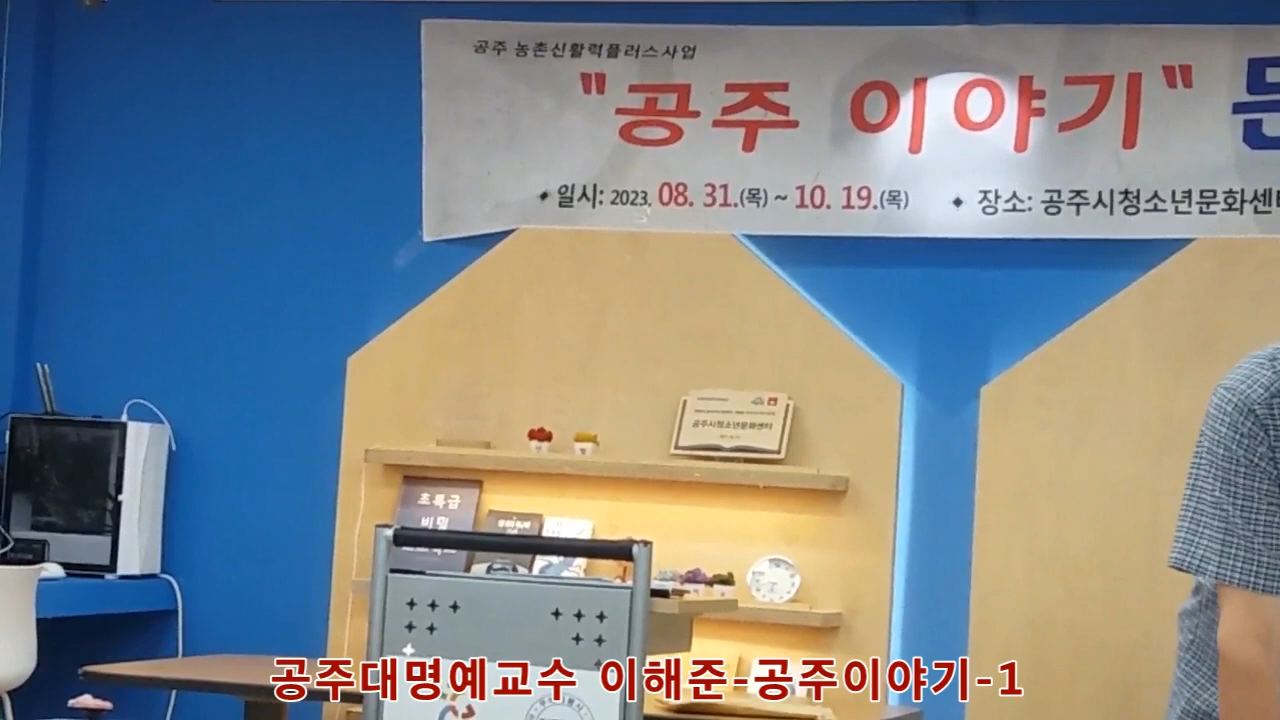 공주 농촌신활력플러스사업
"공주 이야기" 문
✦ 일시: 2023. 08. 31.(목) ~ 10. 19.(목) ✦ 장소: 공주시청소년문화센터
공주시청소년문화센터
초특급
비밀
공주대명예교수 이해준-공주이야기-1